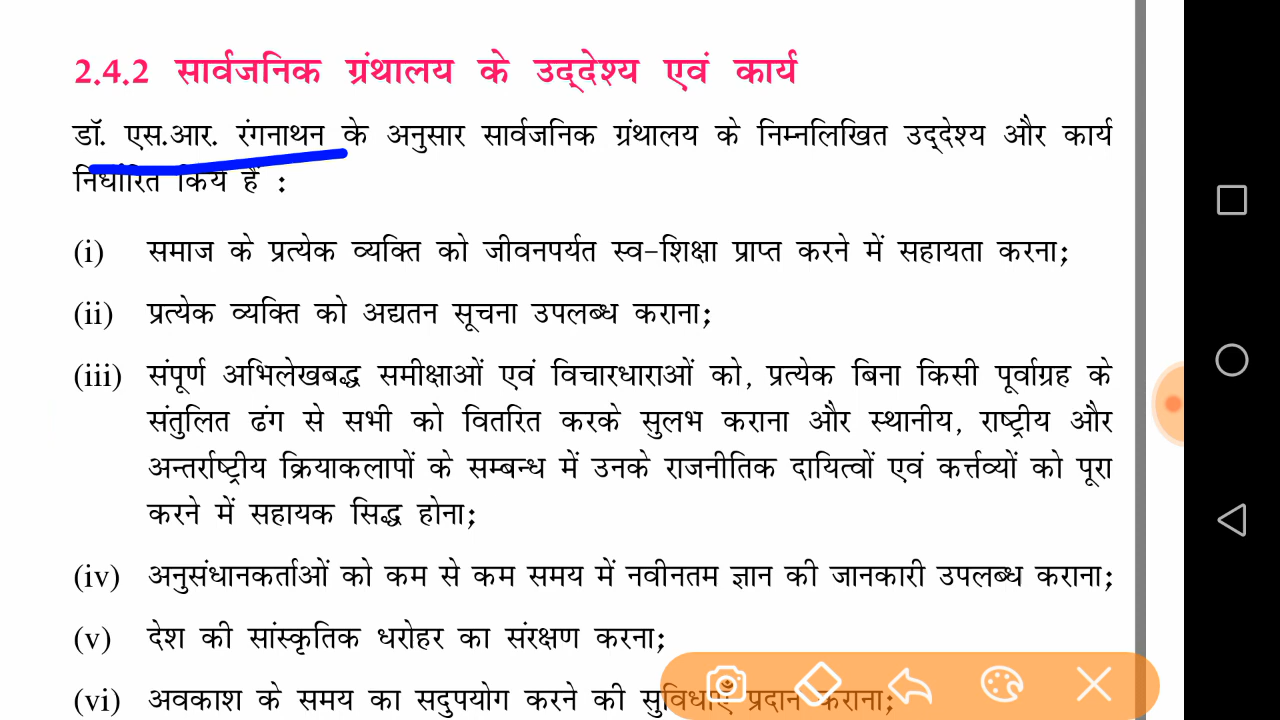 2.4.2 सार्वजनिक ग्रंथालय के उद्देश्य एवं कार्य
डॉ. एस.आर. रंगनाथन के अनुसार सार्वजनिक ग्रंथालय के निम्नलिखित उद्देश्य और कार्य
निर्धारित किये हैं :
(i) समाज के प्रत्येक व्यक्ति को जीवनपर्यंत स्व-शिक्षा प्राप्त करने में सहायता करना;
(ii) प्रत्येक व्यक्ति को अद्यतन सूचना उपलब्ध कराना;
(iii) संपूर्ण अभिलेखबद्ध समीक्षाओं एवं विचारधाराओं को, प्रत्येक बिना किसी पूर्वाग्रह के
संतुलित ढंग से सभी को वितरित करके सुलभ कराना और स्थानीय, राष्ट्रीय और
अन्तर्राष्ट्रीय क्रियाकलापों के सम्बन्ध में उनके राजनीतिक दायित्वों एवं कर्त्तव्यों को पूरा
करने में सहायक सिद्ध होना;
(iv) अनुसंधानकर्ताओं को कम से कम समय में नवीनतम ज्ञान की जानकारी उपलब्ध कराना;
(v) देश की सांस्कृतिक धरोहर का संरक्षण करना;
(vi) अवकाश के समय का सदुपयोग करने की सुविधाएँ प्रदान कराना;